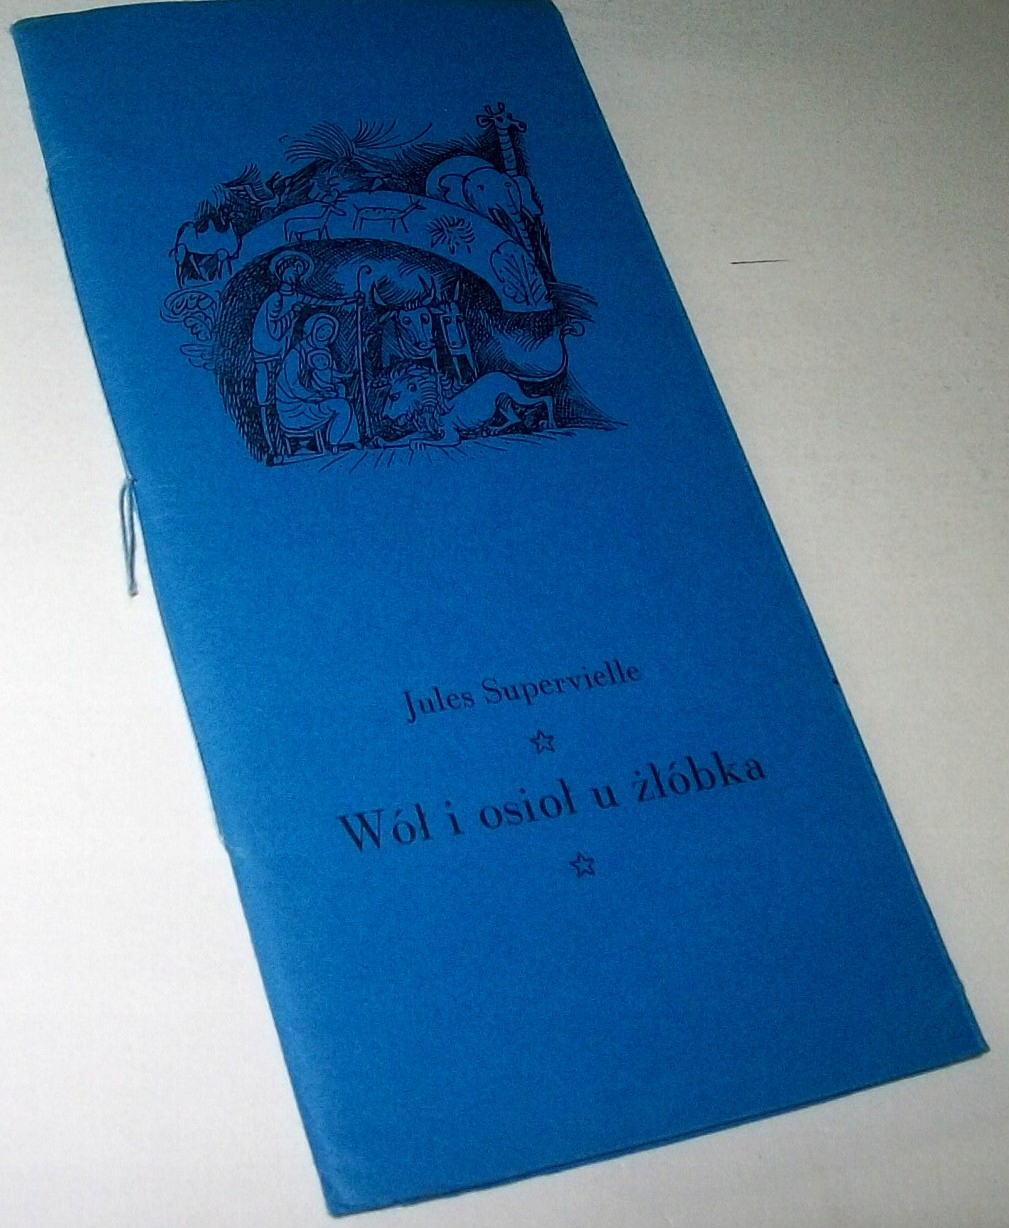 Jules Supervielle
Wół i osioł u żłóbka